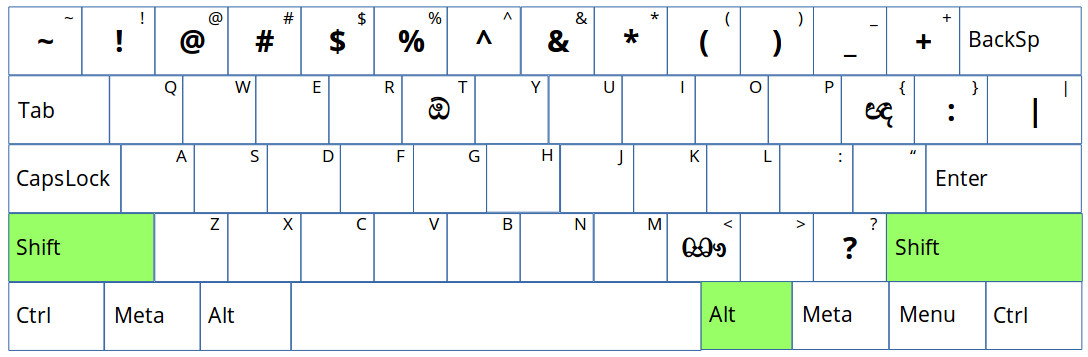 ~ ~ ! ! @ @ # # $ $ % % ^ ^ & & * * ( ( ) ) _ _ + + BackSp
Tab Q W E R T ඕ Y U I O P { ඦ } : | |
CapsLock A S D F G H J K L : “ Enter
Shift Z X C V B N M < ඐ > ? ? Shift
Ctrl Meta Alt Alt Meta Menu Ctrl